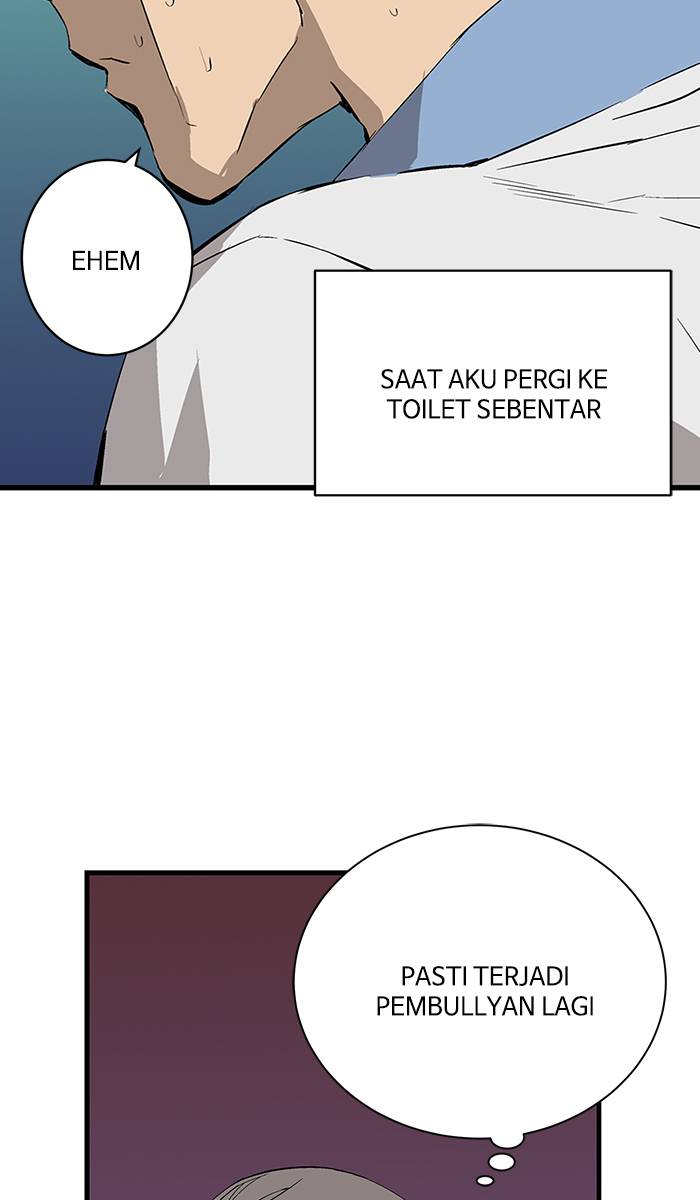 EHEM
SAAT AKU PERGI KE
TOILET SEBENTAR
PASTI TERJADI
PEMBULLYAN LAGI